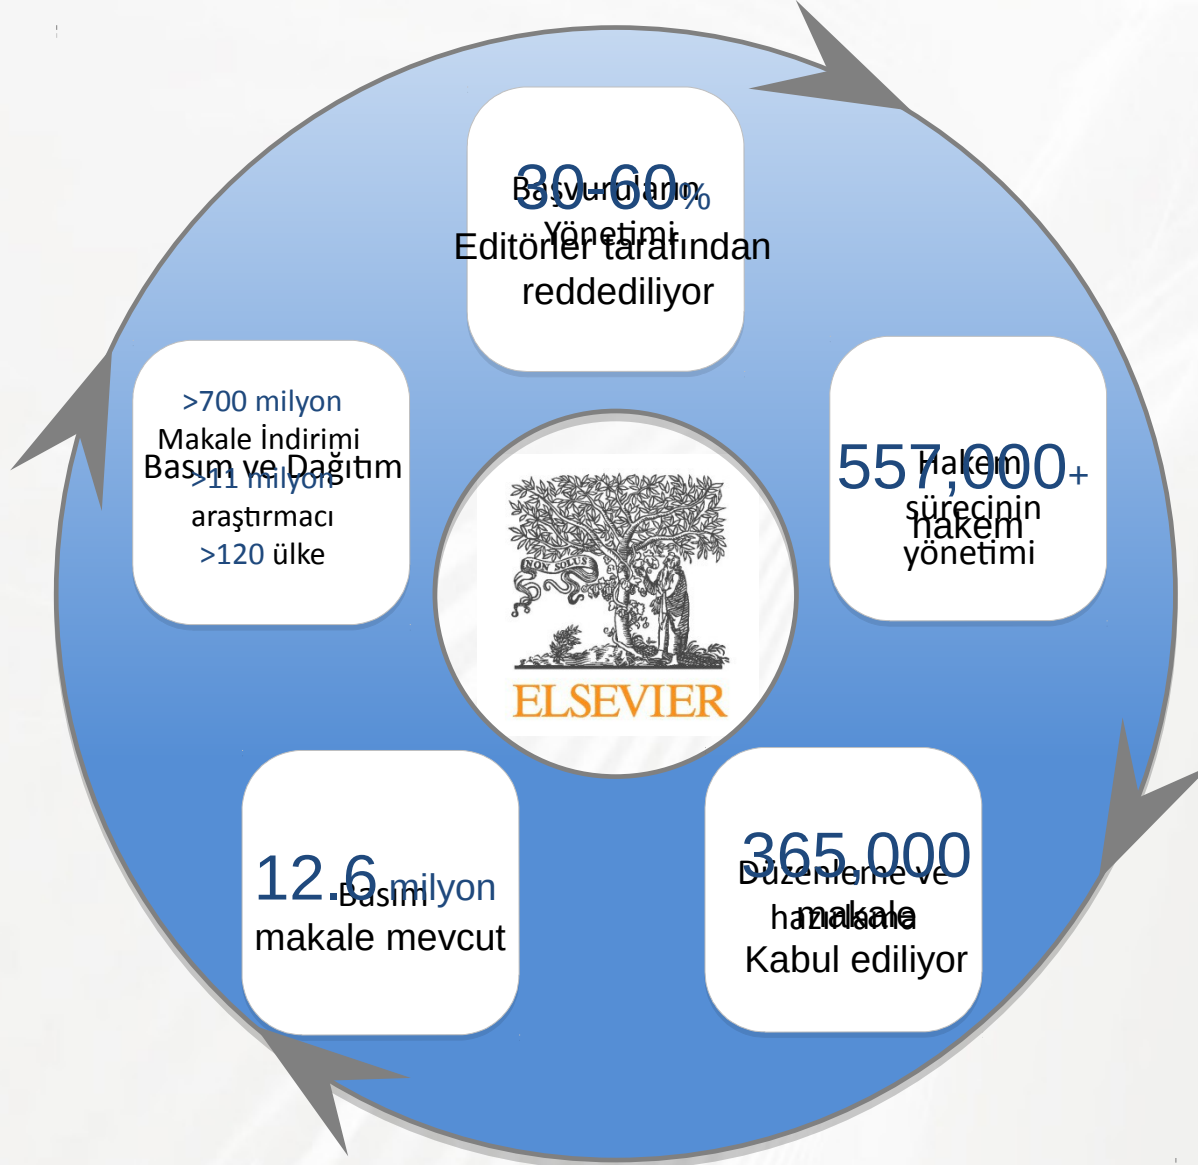 Başvuruların
Yönetimi
30-60%
Editörler tarafından
reddediliyor
Hakem
sürecinin
yönetimi
557,000+
hakem
Düzenleme ve
hazırlama
365,000
makale
Kabul ediliyor
Basım
12.6 milyon
makale mevcut
Basım ve Dağıtım
>700 milyon
Makale İndirimi
>11 milyon
araştırmacı
>120 ülke
NON SOLUS
ELSEVIER